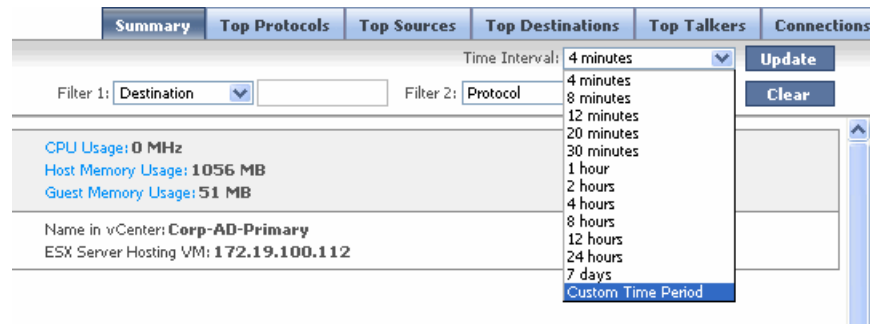 Summary Top Protocols Top Sources Top Destinations Top Talkers Connections
Time Interval: 4 minutes Update
Filter 1: Destination Filter 2: Protocol Clear
4 minutes
8 minutes
12 minutes
20 minutes
30 minutes
1 hour
2 hours
4 hours
8 hours
12 hours
24 hours
7 days
Custom Time Period
CPU Usage: 0 MHz
Host Memory Usage: 1056 MB
Guest Memory Usage: 51 MB
Name in vCenter: Corp-AD-Primary
ESX Server Hosting VM: 172.19.100.112